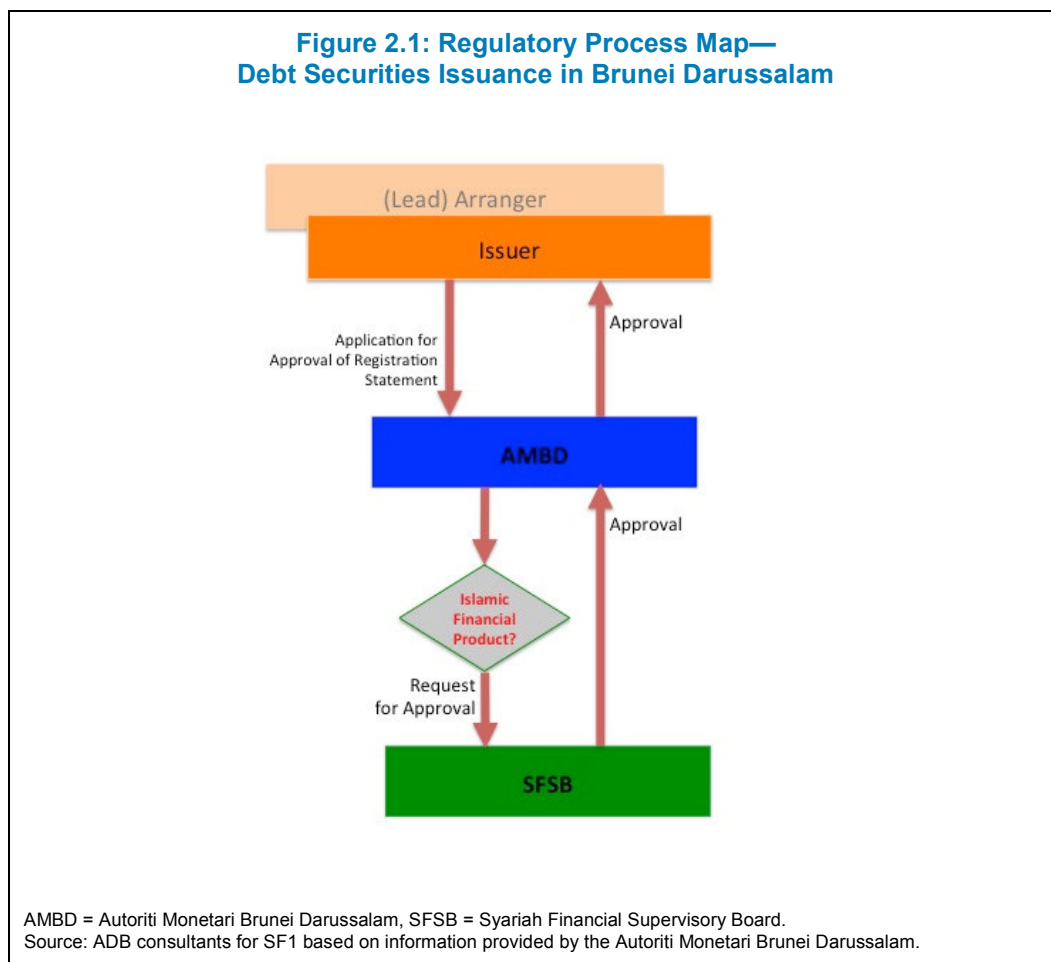 Figure 2.1: Regulatory Process Map—
Debt Securities Issuance in Brunei Darussalam
(Lead) Arranger
Issuer
Application for
Approval of Registration
Statement
Approval
AMBD
Approval
Islamic
Financial
Product?
Request
for Approval
SFSB
AMBD = Autoriti Monetari Brunei Darussalam, SFSB = Syariah Financial Supervisory Board.
Source: ADB consultants for SF1 based on information provided by the Autoriti Monetari Brunei Darussalam.